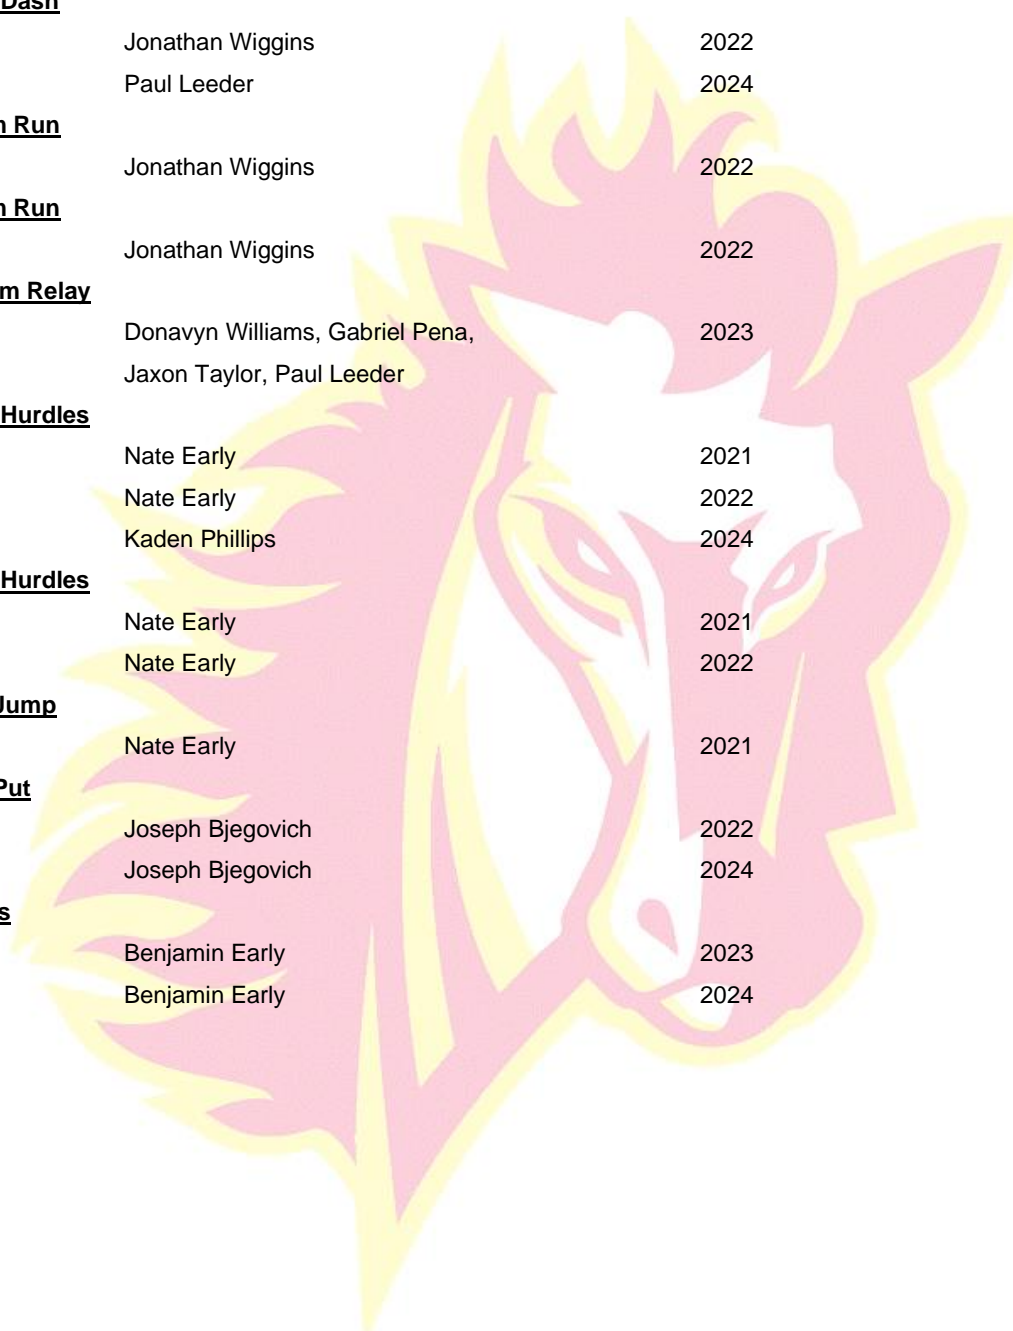 Dash
Jonathan Wiggins 2022
Paul Leeder 2024
Run
Jonathan Wiggins 2022
Run
Jonathan Wiggins 2022
m Relay
Donavyn Williams, Gabriel Pena, 2023
Jaxon Taylor, Paul Leeder
Hurdles
Nate Early 2021
Nate Early 2022
Kaden Phillips 2024
Hurdles
Nate Early 2021
Nate Early 2022
Jump
Nate Early 2021
Put
Joseph Bjegovich 2022
Joseph Bjegovich 2024
s
Benjamin Early 2023
Benjamin Early 2024